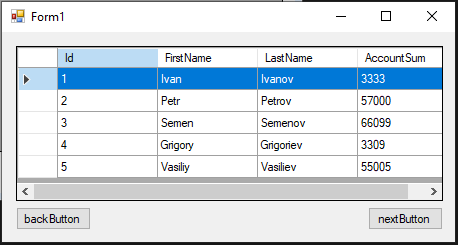 Form1
Id FirstName LastName AccountSum
1 Ivan Ivanov 3333
2 Petr Petrov 57000
3 Semen Semenov 66099
4 Grigory Grigoriev 3309
5 Vasiliy Vasiliev 55005
backButton nextButton